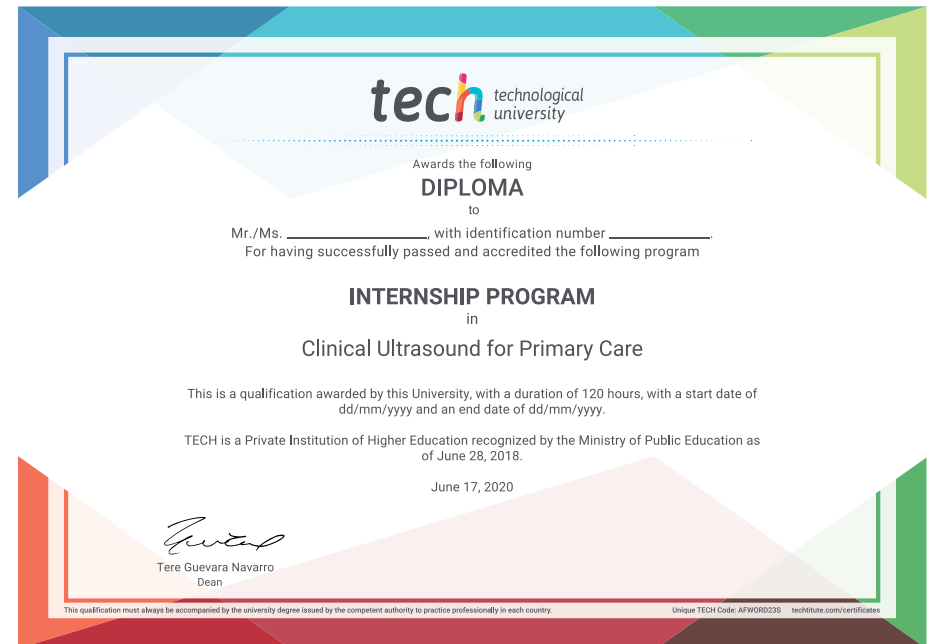 tech technological
university
Awards the following
DIPLOMA
to
Mr./Ms. ____________________, with identification number ______________.
For having successfully passed and accredited the following program
INTERNSHIP PROGRAM
in
Clinical Ultrasound for Primary Care
This is a qualification awarded by this University, with a duration of 120 hours, with a start date of
dd/mm/yyyy and an end date of dd/mm/yyyy.
TECH is a Private Institution of Higher Education recognized by the Ministry of Public Education as
of June 28, 2018.
June 17, 2020
Tere Guevara Navarro
Dean
This qualification must always be accompanied by the university degree issued by the competent authority to practice professionally in each country.
Unique TECH Code: AFWORD23S techtitute.com/certificates